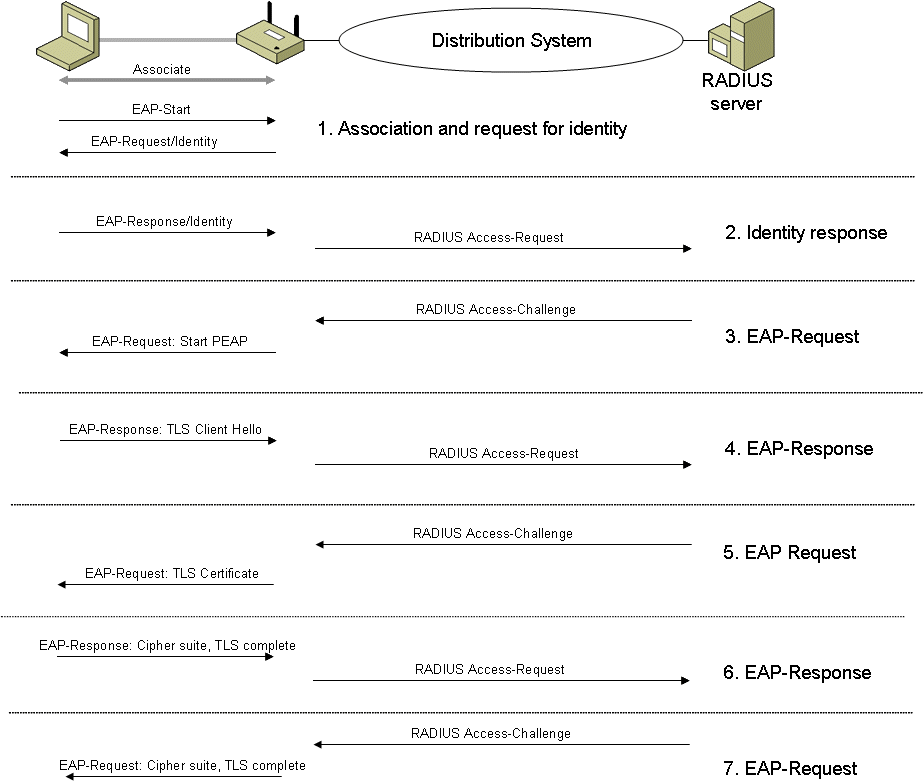 Distribution System
RADIUS
server
Associate
EAP-Start
1. Association and request for identity
EAP-Request/Identity
EAP-Response/Identity
RADIUS Access-Request
2. Identity response
RADIUS Access-Challenge
EAP-Request: Start PEAP
3. EAP-Request
EAP-Response: TLS Client Hello
RADIUS Access-Request
4. EAP-Response
RADIUS Access-Challenge
EAP-Request: TLS Certificate
5. EAP Request
EAP-Response: Cipher suite, TLS complete
RADIUS Access-Request
6. EAP-Response
RADIUS Access-Challenge
EAP-Request: Cipher suite, TLS complete
7. EAP-Request